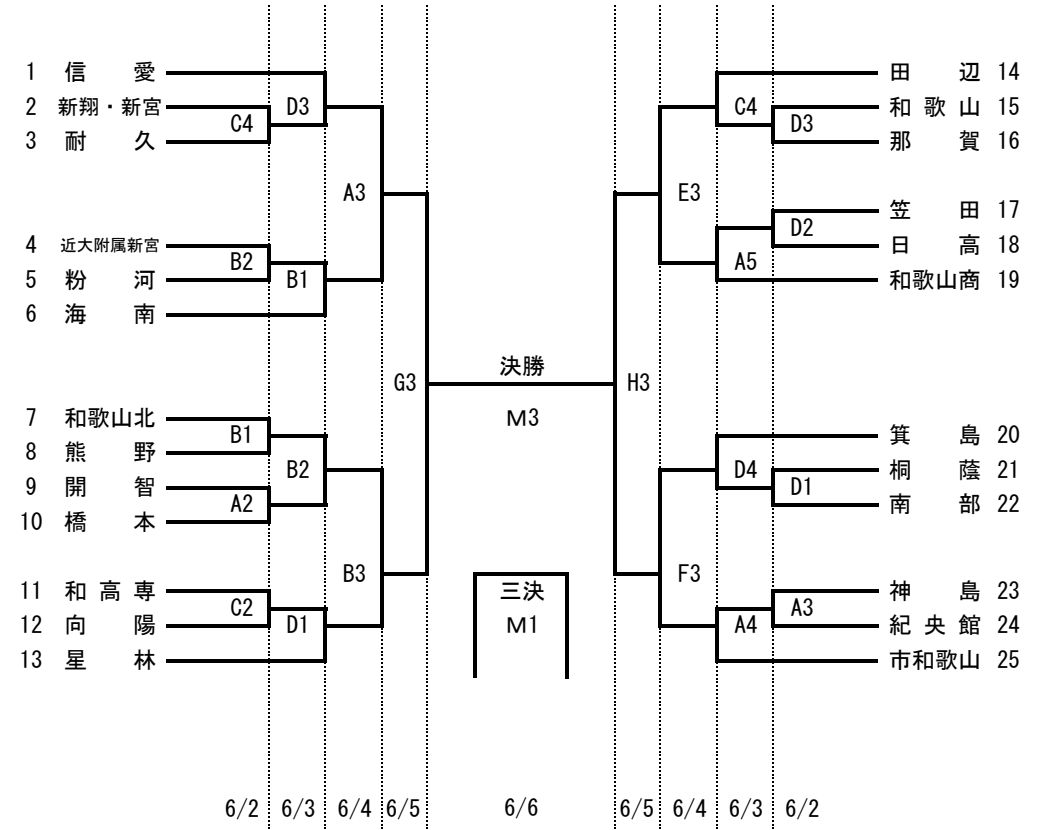 1 信愛
2 新翔・新宮
3 耐久
C4
D3
4 近大附属新宮
5 粉河
6 海南
B2
B1
A3
7 和歌山北
8 熊野
9 開智
10 橋本
B1
A2
B2
11 和高専
12 向陽
13 星林
C2
D1
B3
G3
決勝
M3
三決
M1
田辺 14
和歌山 15
那賀 16
D3
C4
笠田 17
日高 18
和歌山商 19
D2
A5
E3
箕島 20
桐蔭 21
南部 22
D1
D4
神島 23
紀央館 24
市和歌山 25
A3
A4
F3
H3
6/2 6/3 6/4 6/5 6/6 6/5 6/4 6/3 6/2